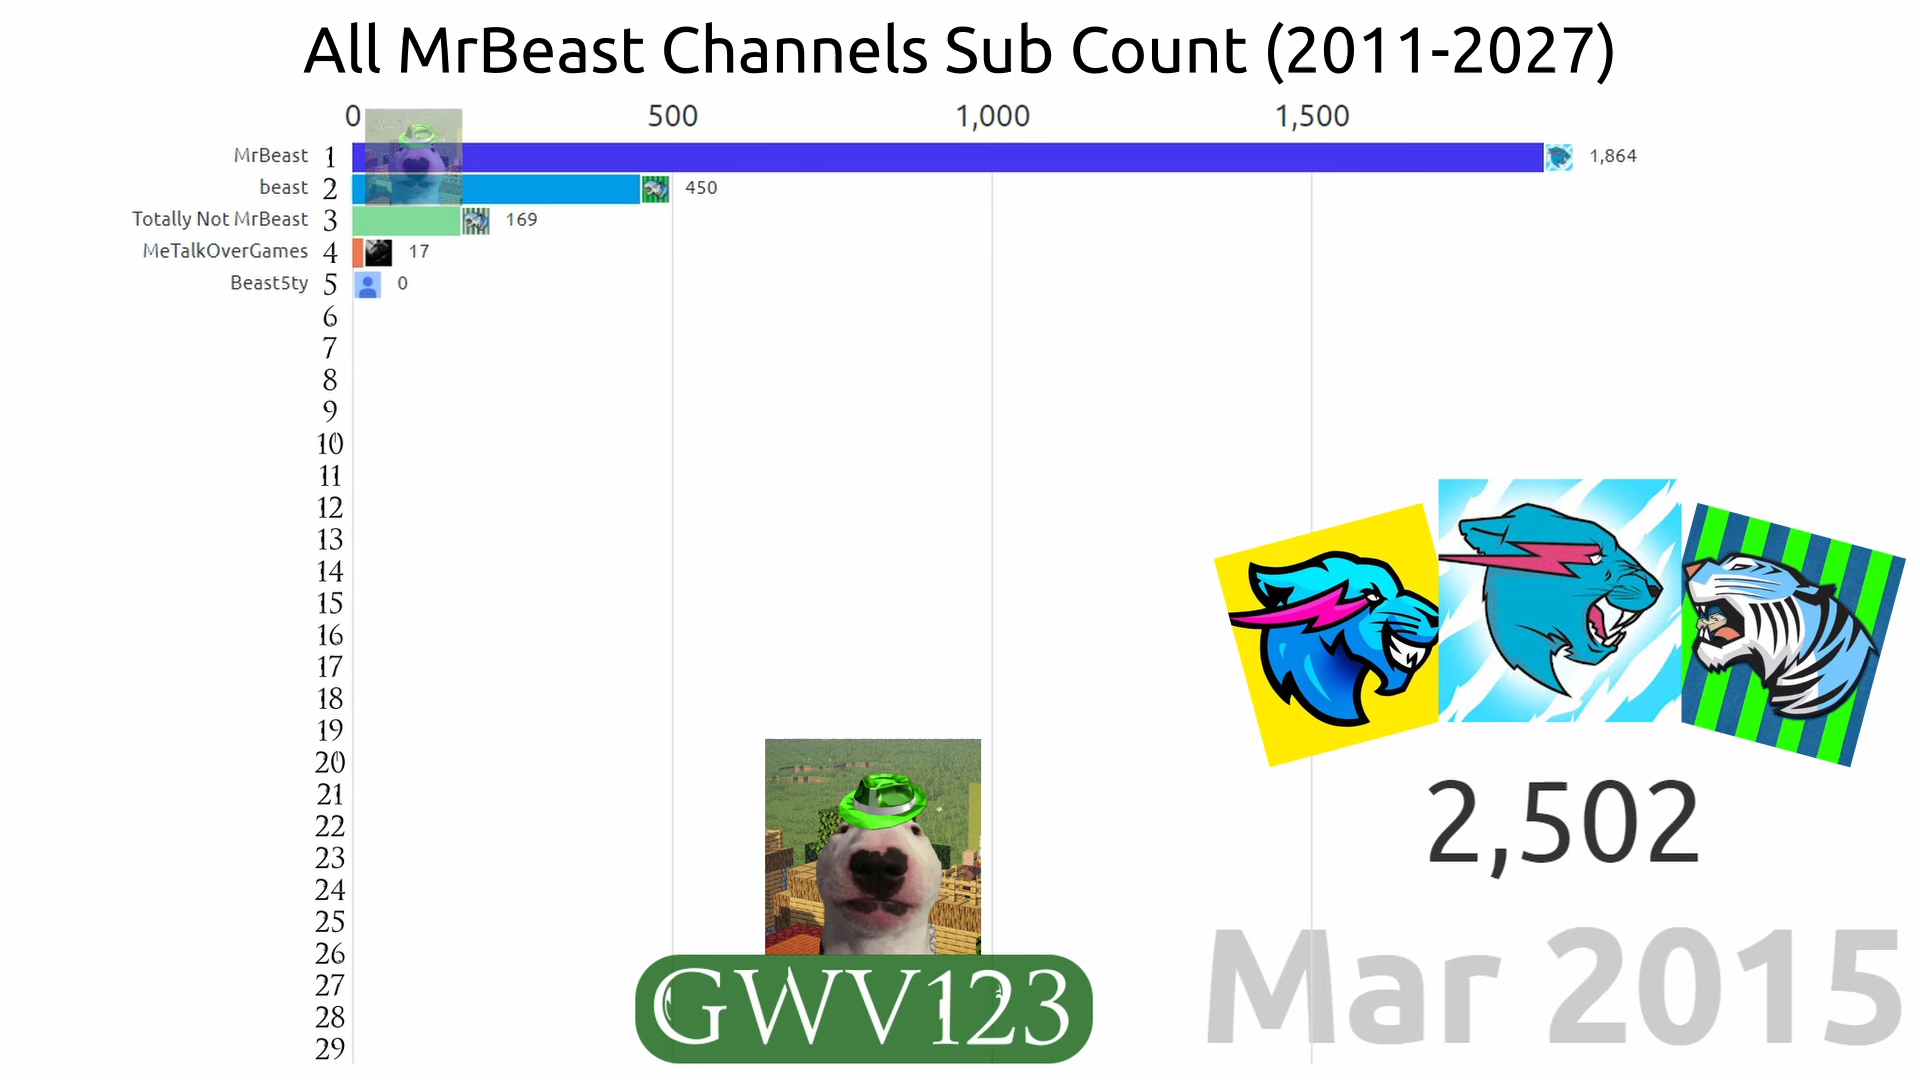 All MrBeast Channels Sub Count (2011-2027)
0 500 1,000 1,500
MrBeast 1 1,864
beast 2 450
Totally Not MrBeast 3 169
MeTalkOverGames 4 17
Beast5ty 5 0
6
7
8
9
10
11
12
13
14
15
16
17
18
19
20
21
22
23
24
25
26
27
28
29
2,502
GWV123
Mar 2015